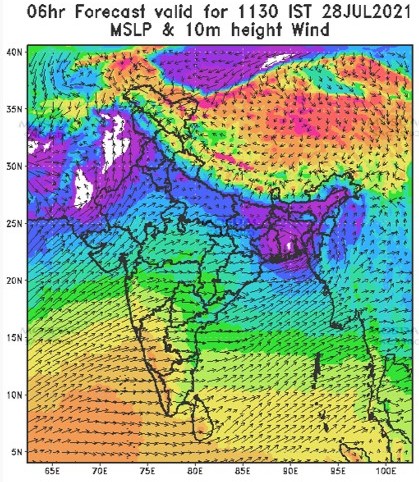 06hr Forecast valid for 1130 IST 28JUL2021
MSLP & 10m height Wind
40N
35N
30N
25N
20N
15N
10N
5N
65E 70E 75E 80E 85E 90E 95E 100E